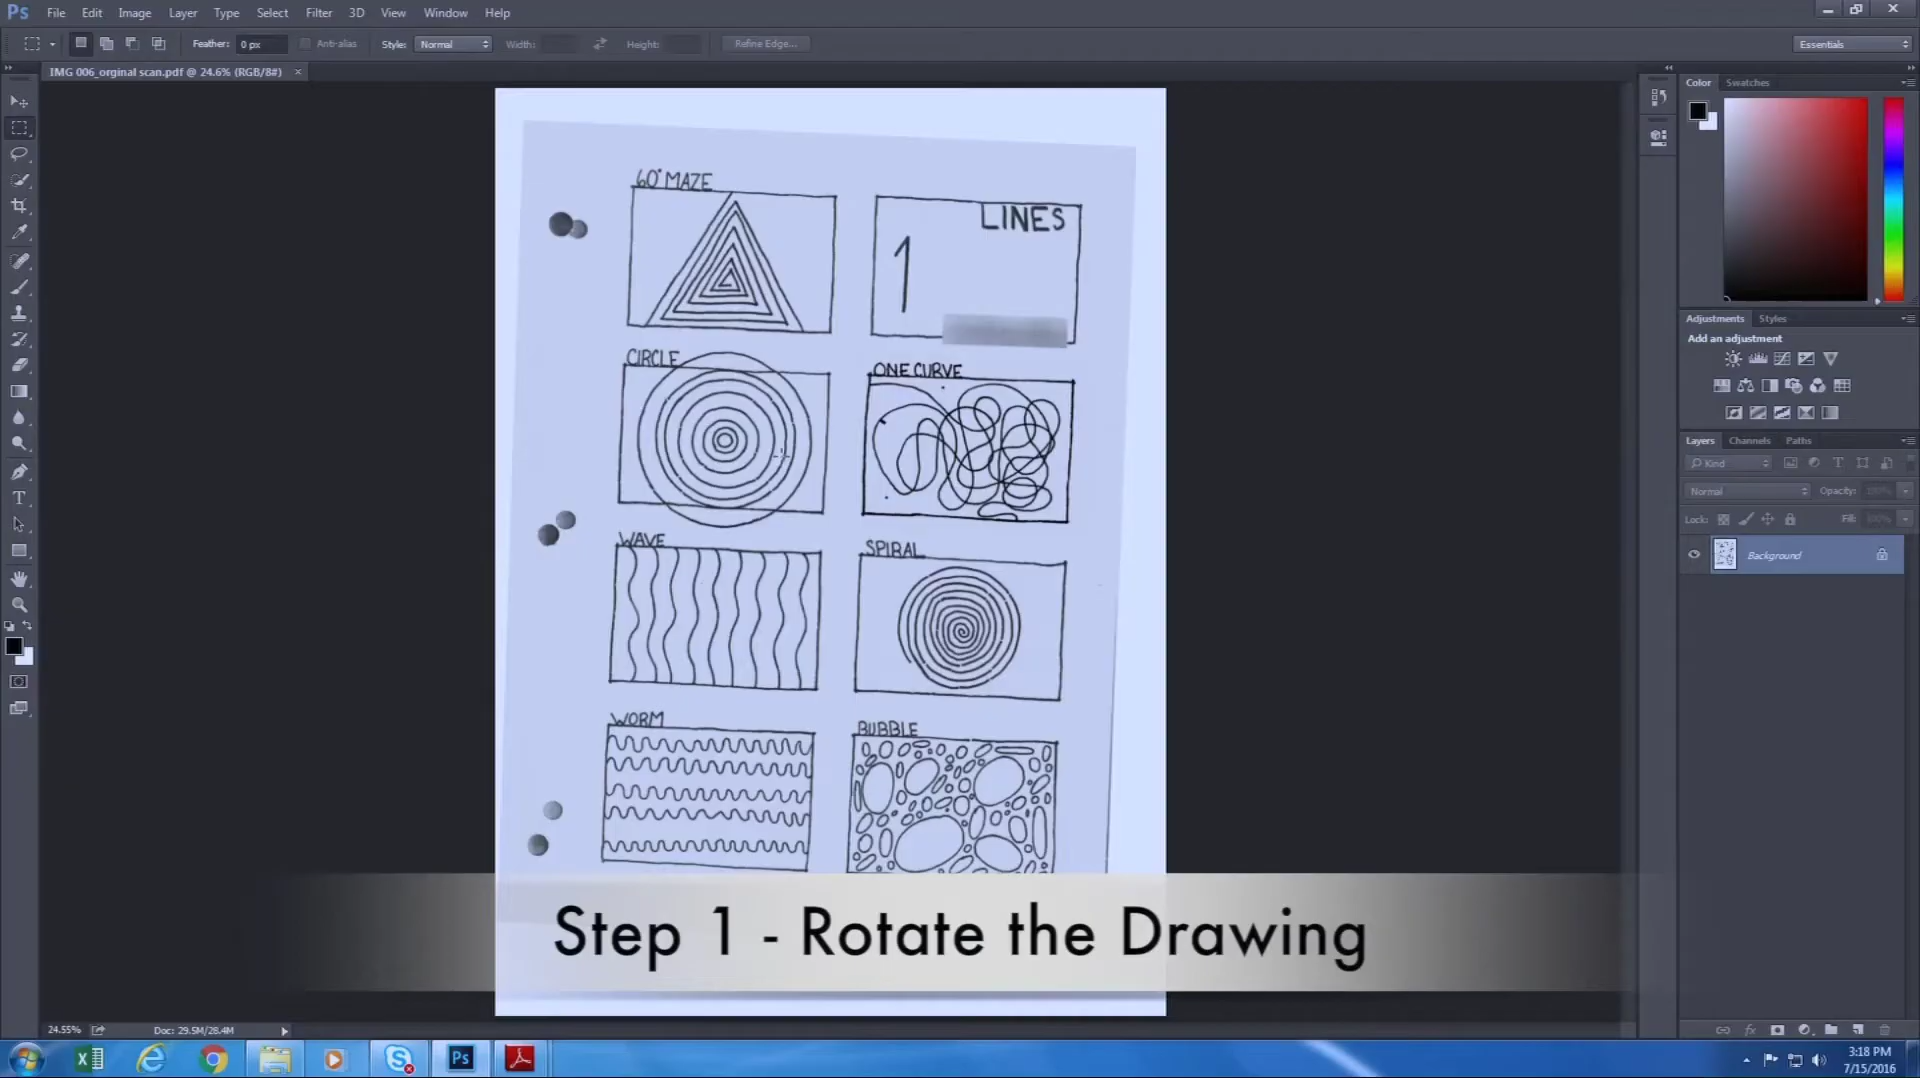 Ps File Edit Image Layer Type Select Filter 3D View Window Help
Feather: 0 px Anti-alias Style: Normal Width: Height: Refine Edge... Essentials
IMG 006_orginal scan.pdf @ 24.6% (RGB/8#) ×
Color Swatches
60° MAZE
LINES
1
CIRCLE
ONE CURVE
WAVE
SPIRAL
WORM
BUBBLE
Adjustments Styles
Add an adjustment
Layers Channels Paths
Kind
Normal Opacity: 100%
Lock: Fill: 100%
Background
Step 1 - Rotate the Drawing
24.55% Doc: 29.5M/28.4M
Ps
3:18 PM
7/15/2016